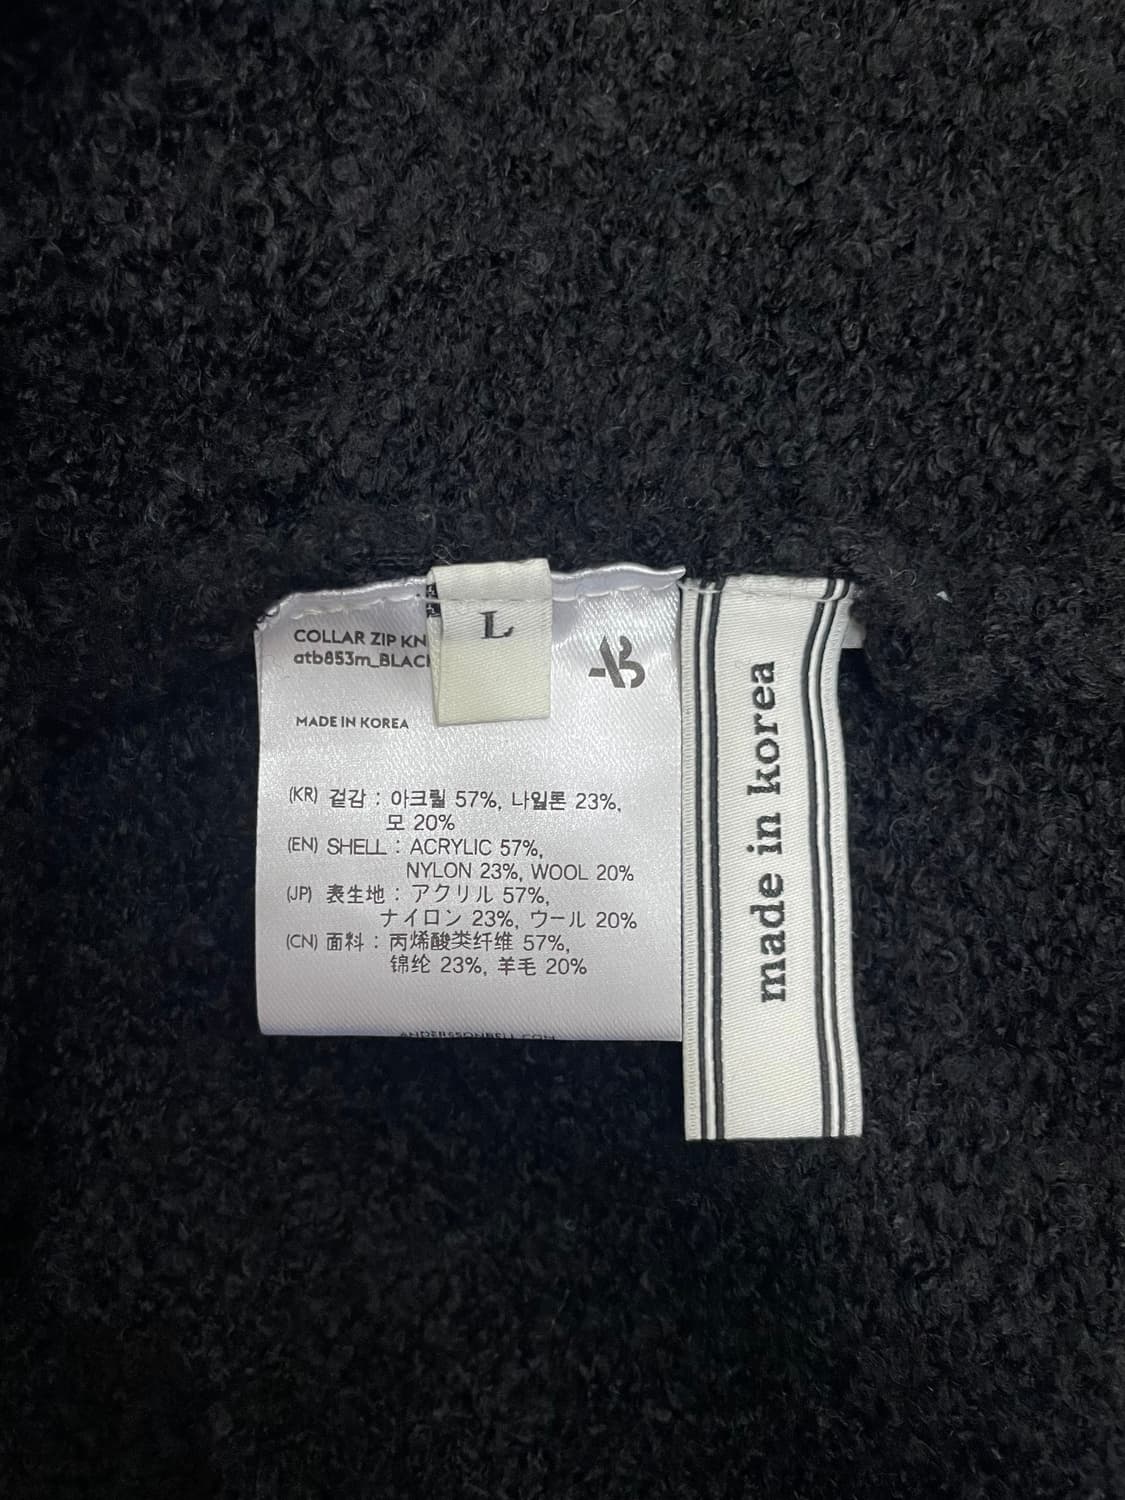 L
COLLAR ZIP
atb853m_BLAC
MADE IN KOREA
(KR) 겉감 : 아크릴 57%, 나일론 23%,
모 20%
(EN) SHELL : ACRYLIC 57%,
NYLON 23%, WOOL 20%
(JP) 表生地 : アクリル 57%,
ナイロン 23%, ウール 20%
(CN) 面料 : 丙烯酸类纤维 57%,
锦纶 23%, 羊毛 20%
ANDERSSONBELL.COM
made in korea